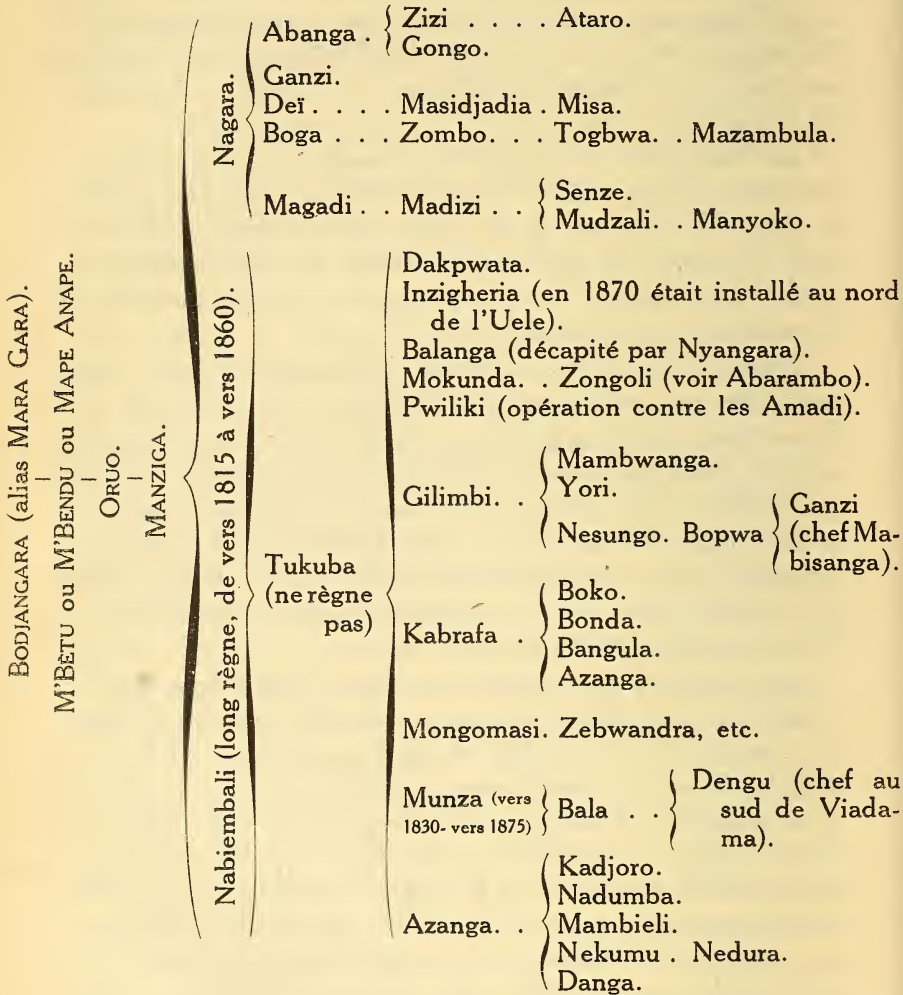 BODJANGARA (alias MARA GARA).
M'BETU ou M'BENDU ou MAPE ANAPE.
ORUO.
MANZIGA.
Nagara.
Abanga . Zizi . . . . Ataro.
Gongo.
Ganzi.
Deï . . . . Masidjadia . Misa.
Boga . . . Zombo. . . Togbwa. . Mazambula.
Magadi . . Madizi . . Senze.
Mudzali. . Manyoko.
Nabiembali (long règne, de vers 1815 à vers 1860).
Tukuba
(ne règne
pas)
Dakpwata.
Inzigheria (en 1870 était installé au nord
de l'Uele).
Balanga (décapité par Nyangara).
Mokunda. . Zongoli (voir Abarambo).
Pwiliki (opération contre les Amadi).
Gilimbi. . Mambwanga.
Yori.
Nesungo. Bopwa Ganzi
(chef Ma-
bisanga).
Kabrafa . Boko.
Bonda.
Bangula.
Azanga.
Mongomasi. Zebwandra, etc.
Munza (vers
1830- vers 1875) Bala . . Dengu (chef au
sud de Viada-
ma).
Azanga. . Kadjoro.
Nadumba.
Mambieli.
Nekumu . Nedura.
Danga.